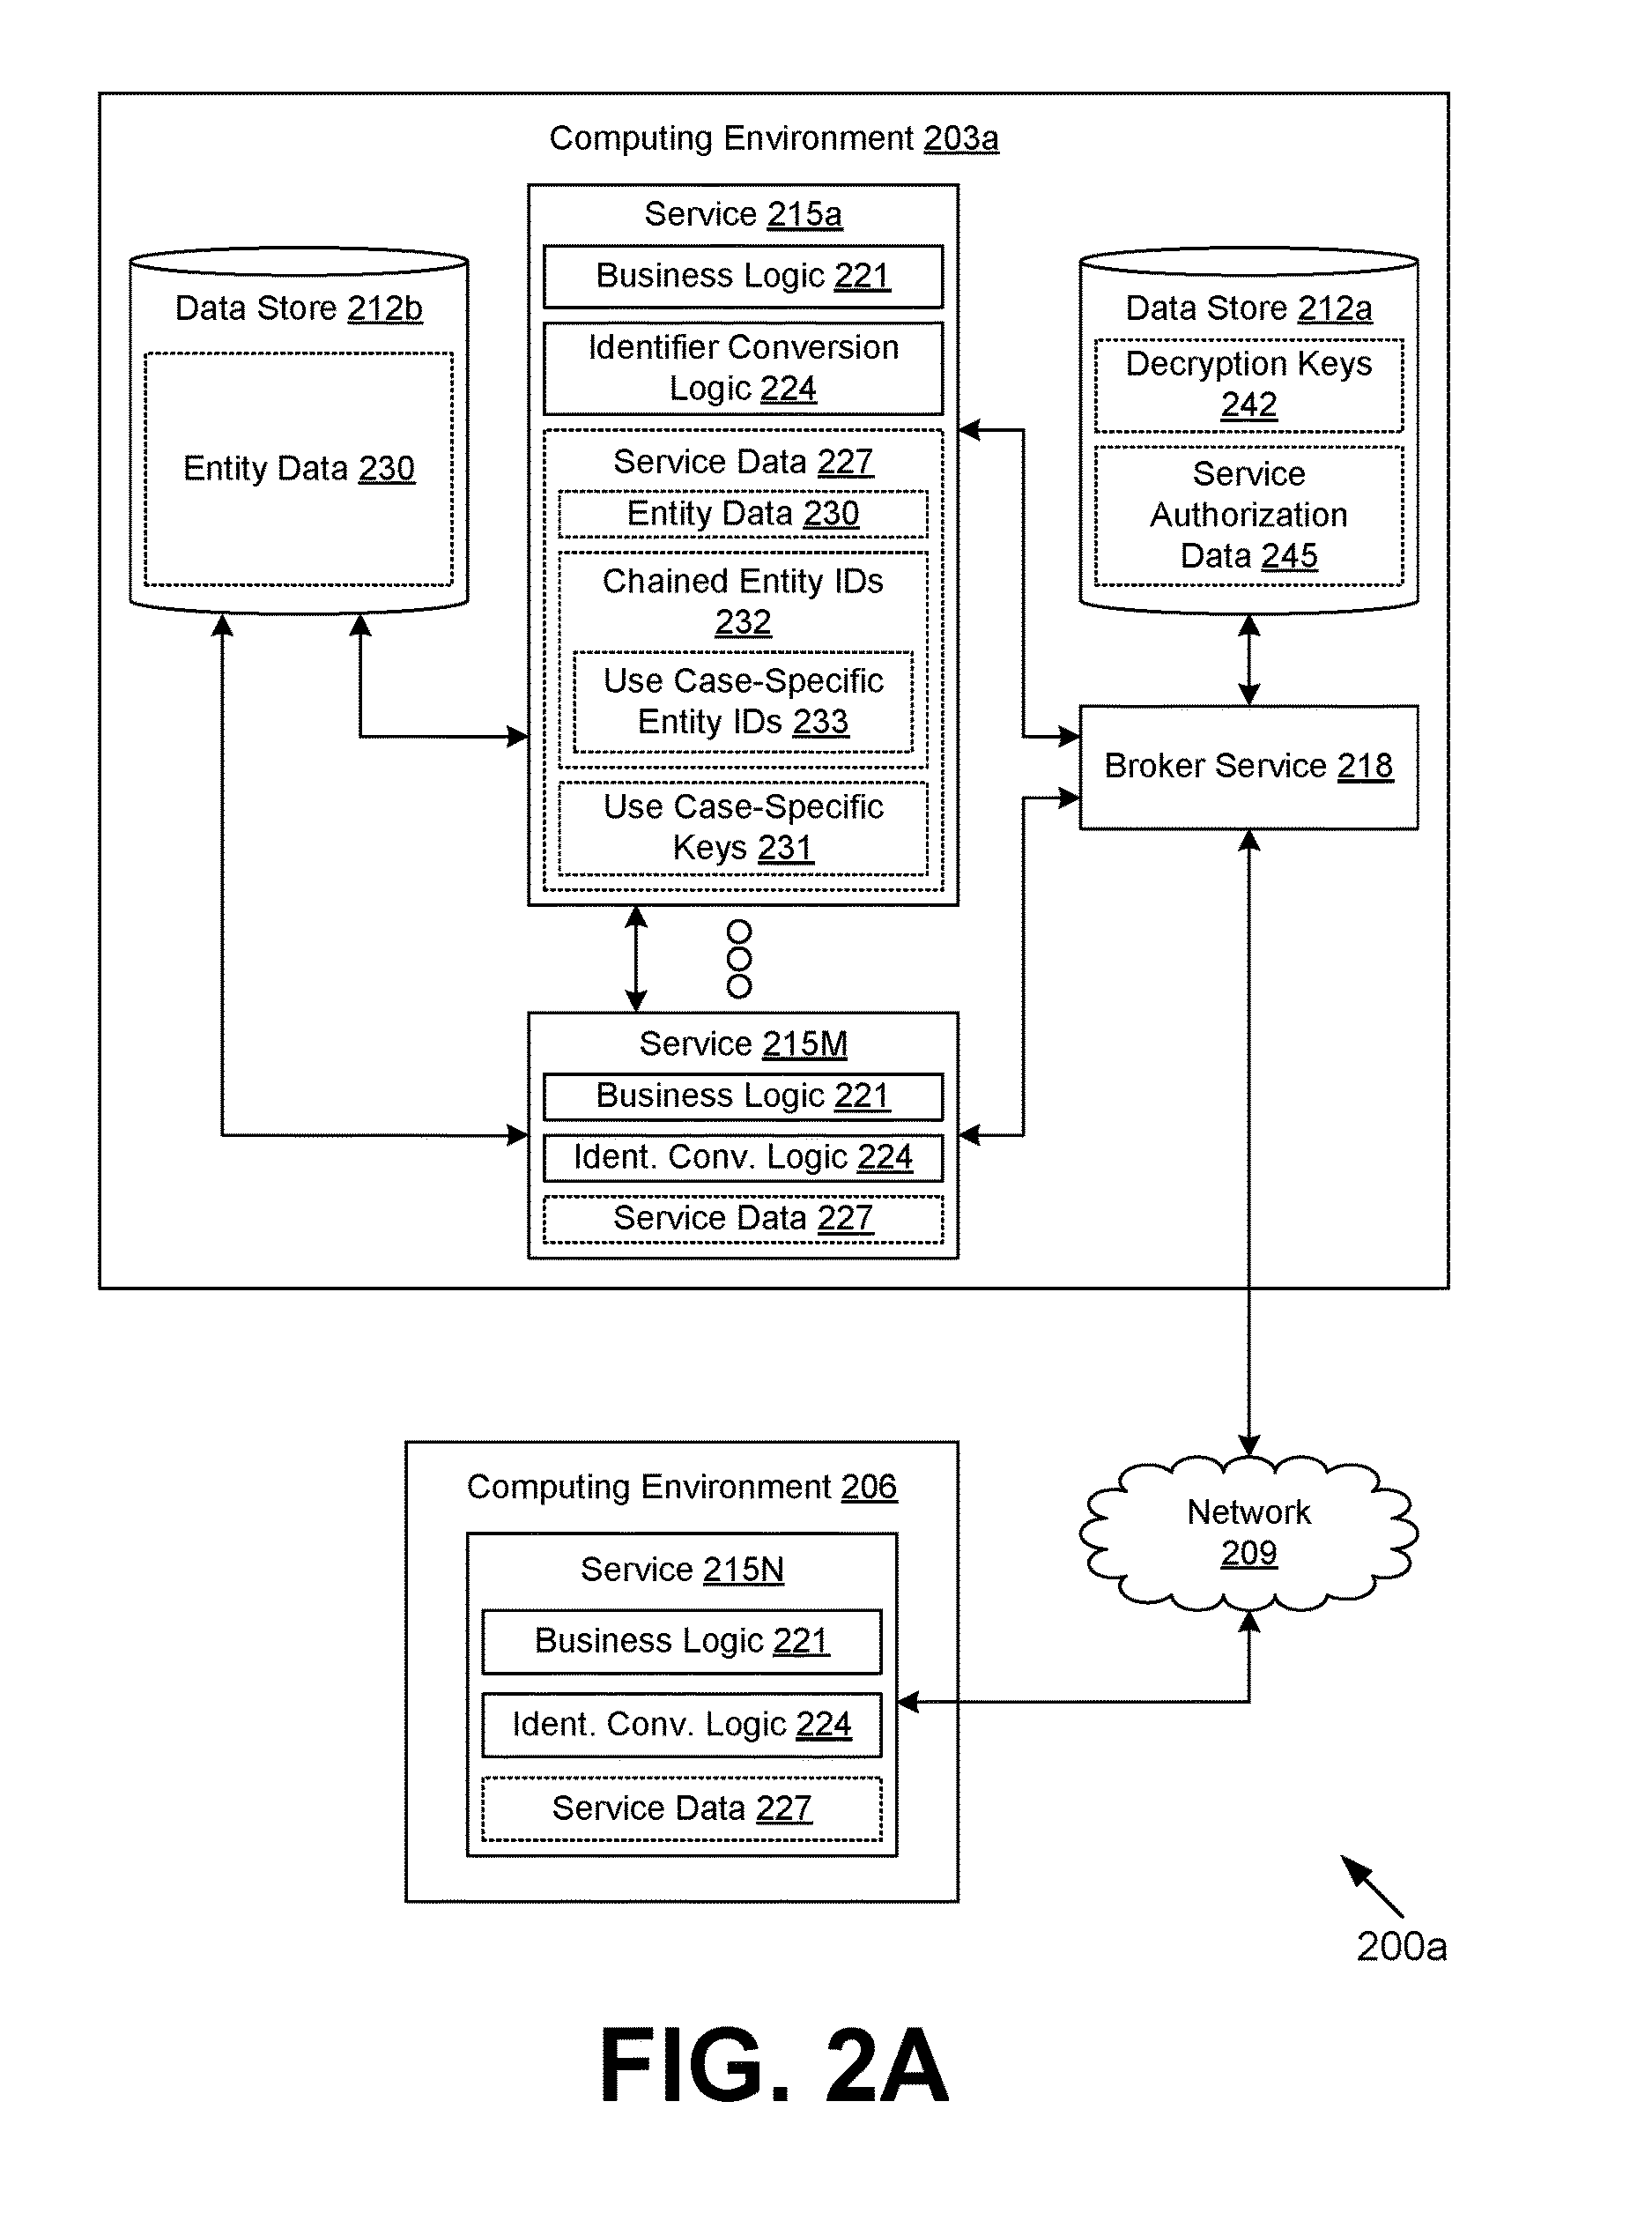 Computing Environment 203a
Data Store 212b
Entity Data 230
Service 215a
Business Logic 221
Identifier Conversion
Logic 224
Service Data 227
Entity Data 230
Chained Entity IDs
232
Use Case-Specific
Entity IDs 233
Use Case-Specific
Keys 231
Data Store 212a
Decryption Keys
242
Service
Authorization
Data 245
Broker Service 218
Service 215M
Business Logic 221
Ident. Conv. Logic 224
Service Data 227
Computing Environment 206
Service 215N
Business Logic 221
Ident. Conv. Logic 224
Service Data 227
Network
209
200a
FIG. 2A